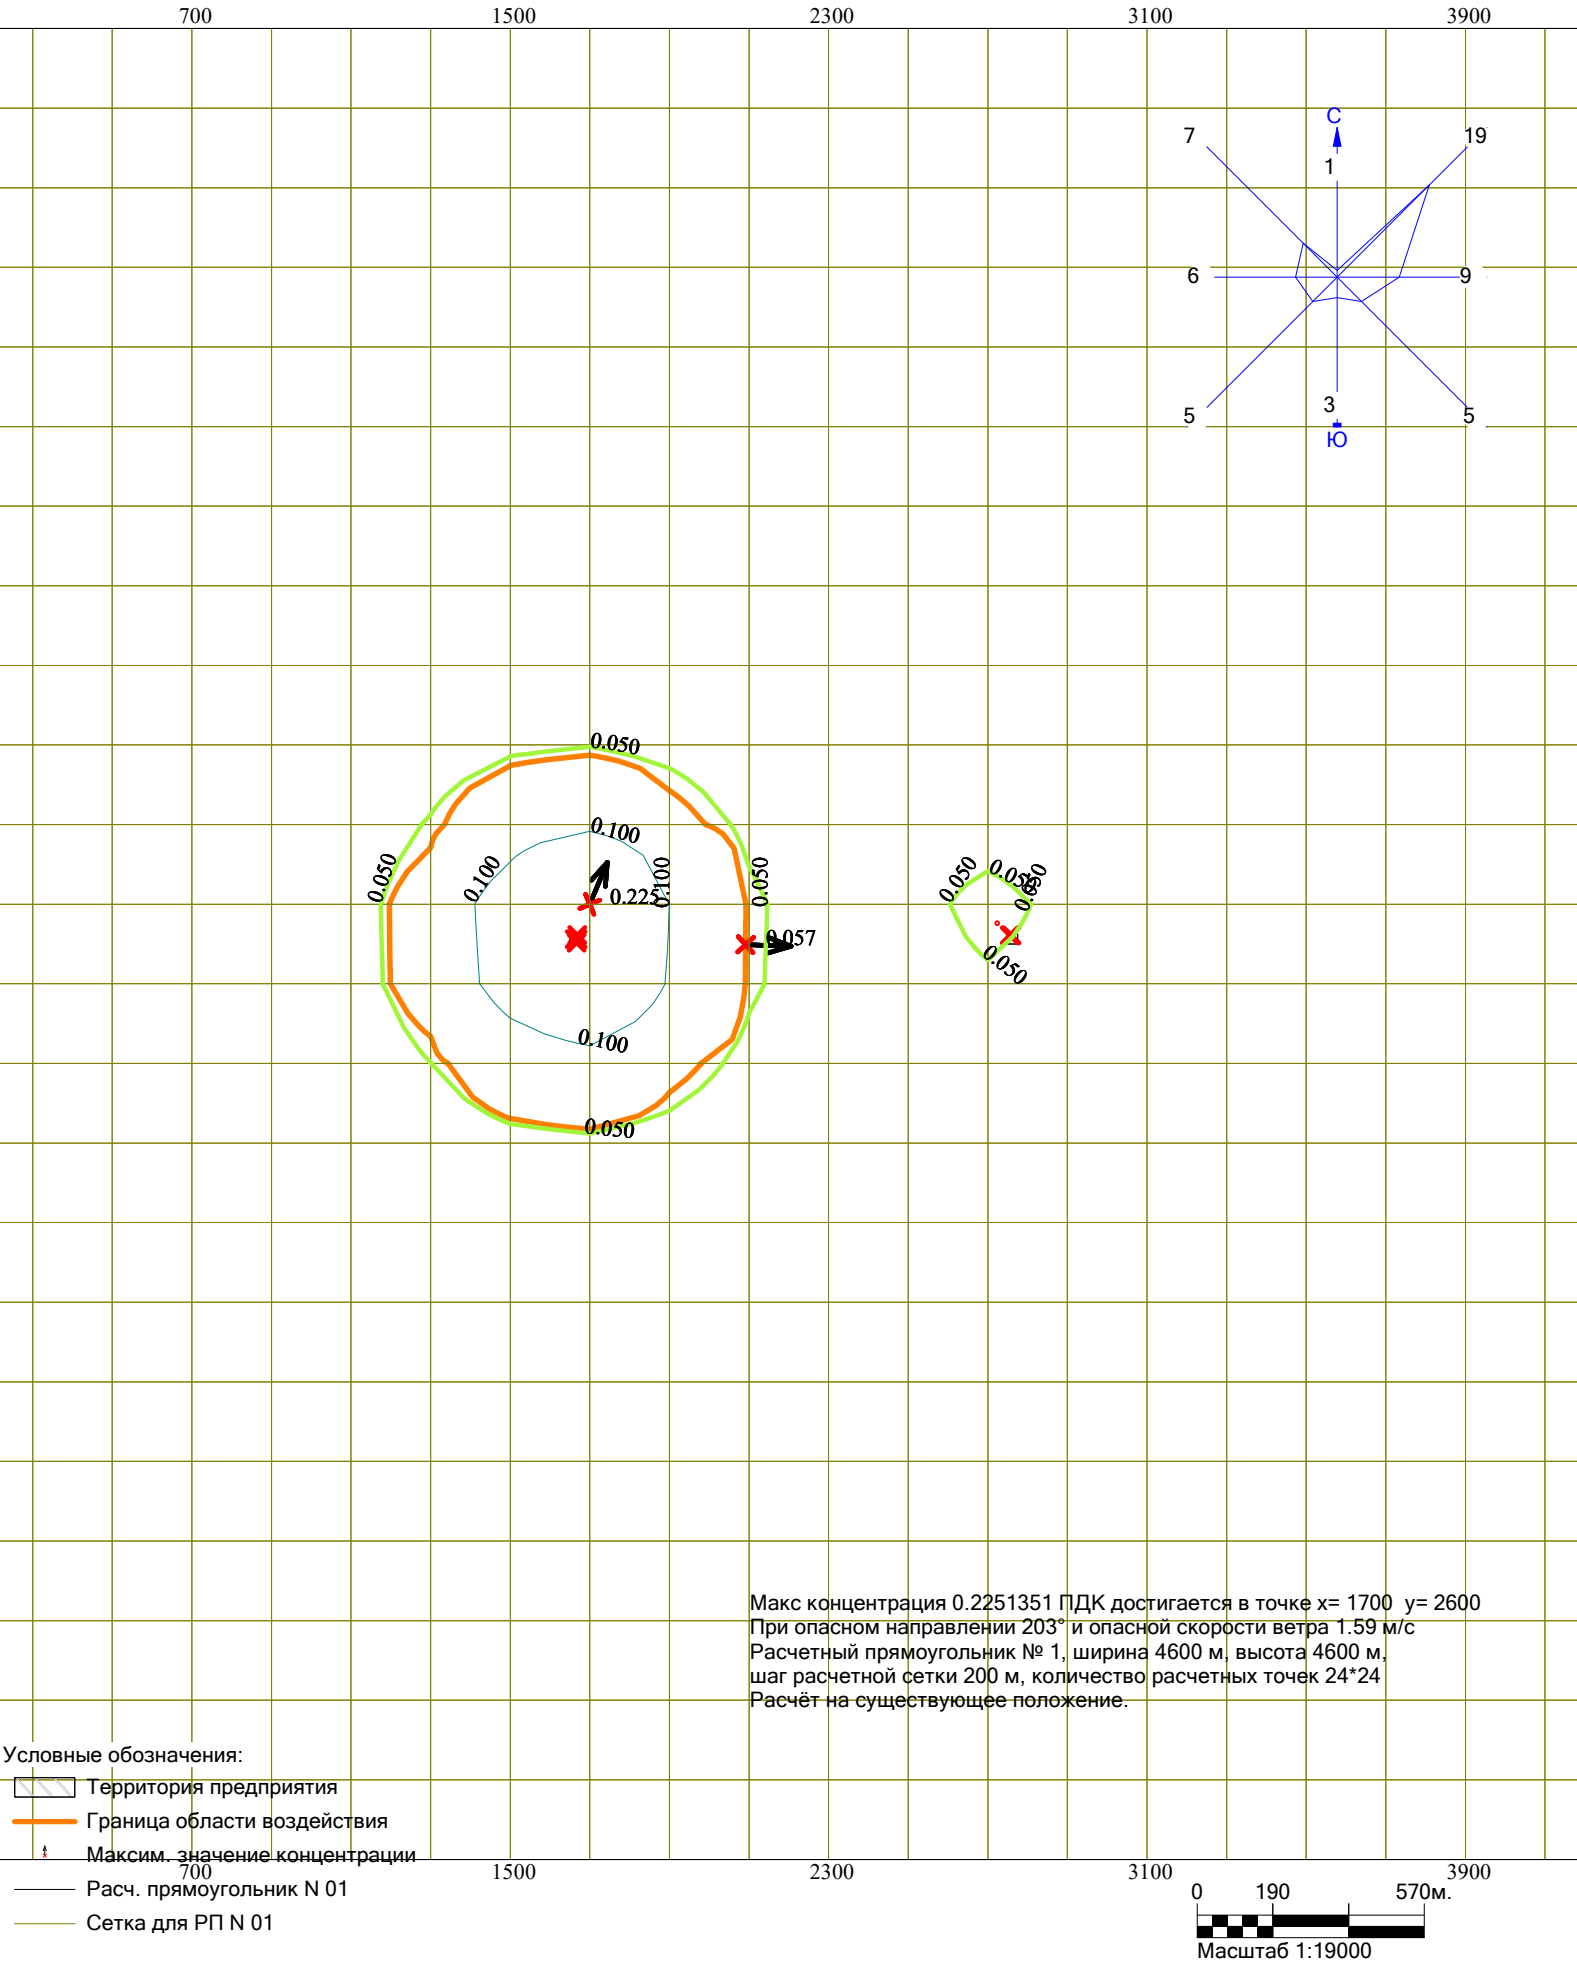 700 1500 2300 3100 3900
С
7 19
1
6 9
3
5 5
Ю
0.050
0.100
0.050 0.100 0.100 0.050
0.225
0.050 0.050 0.050
0.057
0.050
0.100
0.050
Макс концентрация 0.2251351 ПДК достигается в точке x= 1700 y= 2600
При опасном направлении 203° и опасной скорости ветра 1.59 м/с
Расчетный прямоугольник № 1, ширина 4600 м, высота 4600 м,
шаг расчетной сетки 200 м, количество расчетных точек 24*24
Расчёт на существующее положение.
Условные обозначения:
Территория предприятия
Граница области воздействия
Максим. значение концентрации
Расч. прямоугольник N 01
Сетка для РП N 01
700 1500 2300 3100 3900
0 190 570м.
Масштаб 1:19000